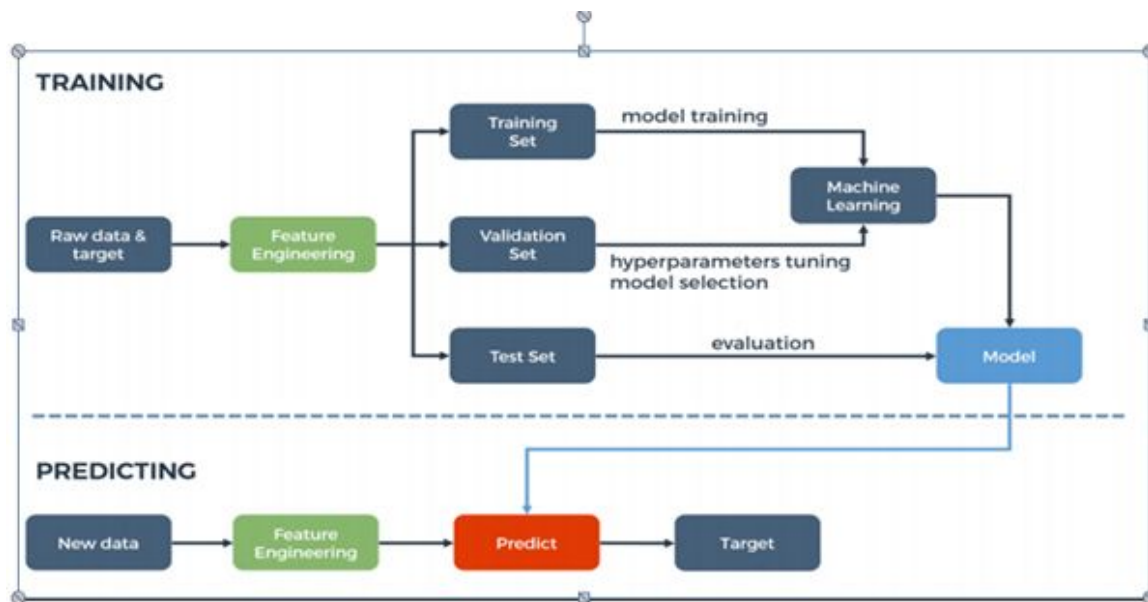 TRAINING
Training
Set
model training
Machine
Learning
Raw data &
target
Feature
Engineering
Validation
Set
hyperparameters tuning
model selection
Test Set
evaluation
Model
PREDICTING
New data
Feature
Engineering
Predict
Target